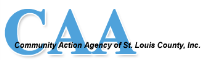 CAA
Community Action Agency of St. Louis County, Inc.